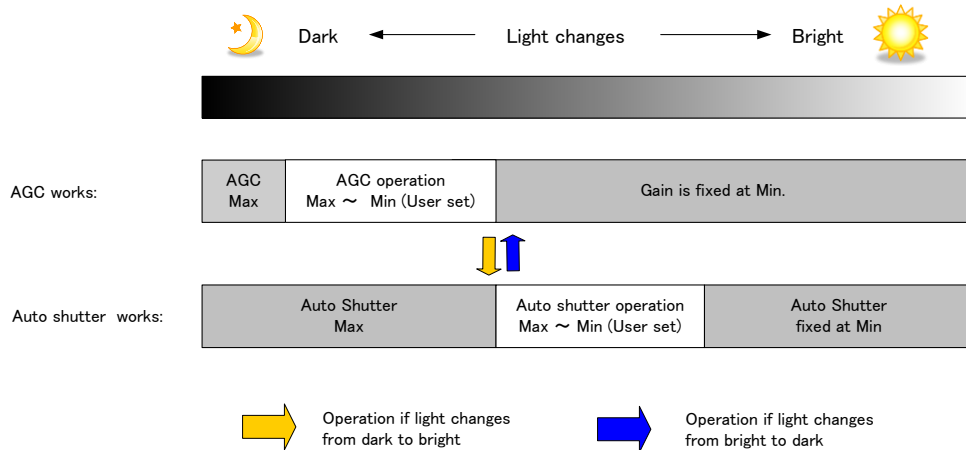 Dark
Light changes
Bright
AGC works:
AGC
Max
AGC operation
Max ～ Min (User set)
Gain is fixed at Min.
Auto shutter works:
Auto Shutter
Max
Auto shutter operation
Max ～ Min (User set)
Auto Shutter
fixed at Min
Operation if light changes
from dark to bright
Operation if light changes
from bright to dark